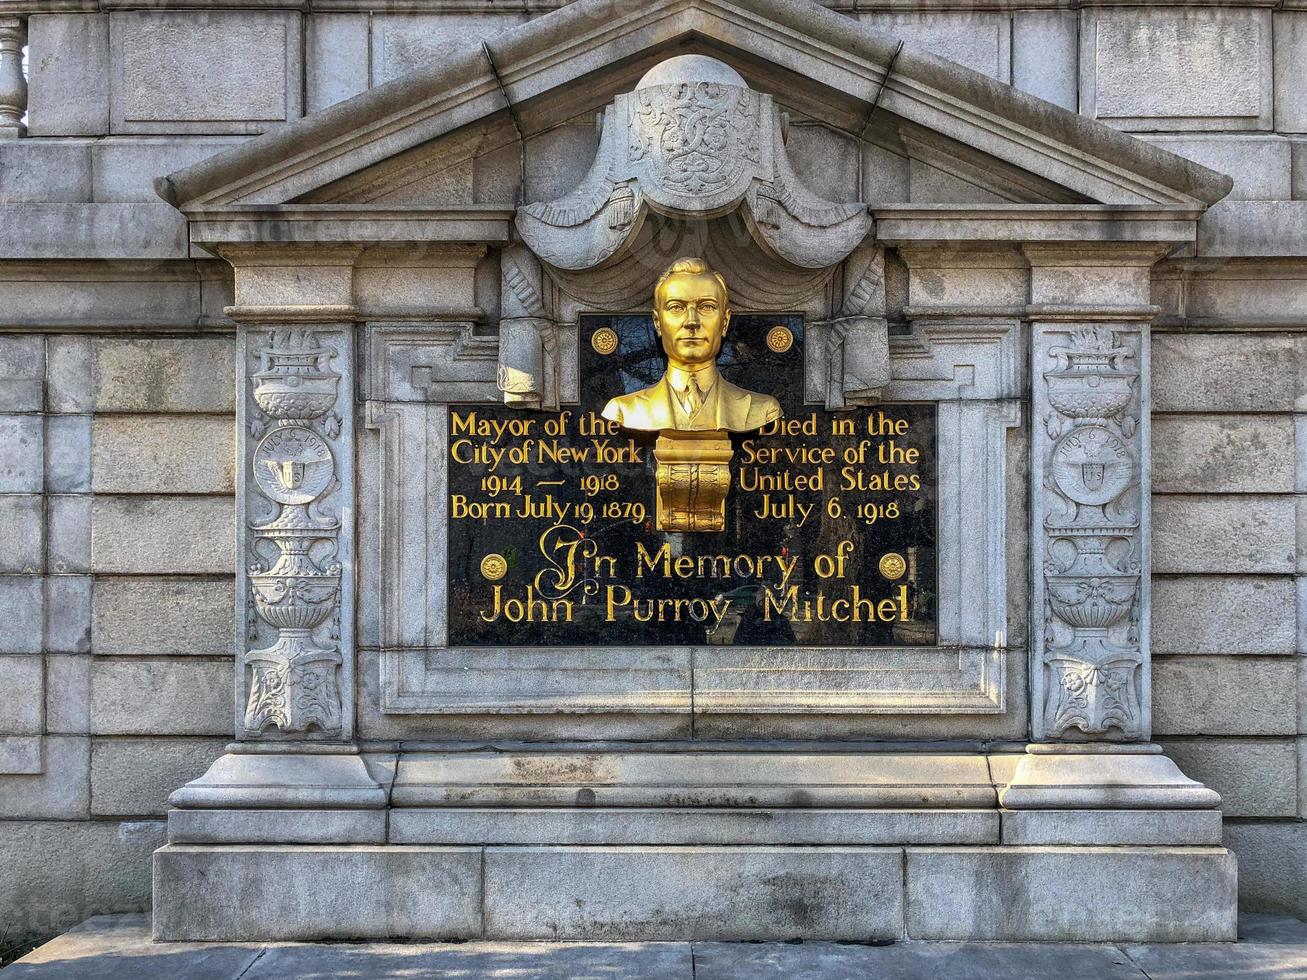 Mayor of the
City of New York
1914 — 1918
Born July 19, 1879
Died in the
Service of the
United States
July 6, 1918
In Memory of
John Purroy Mitchel